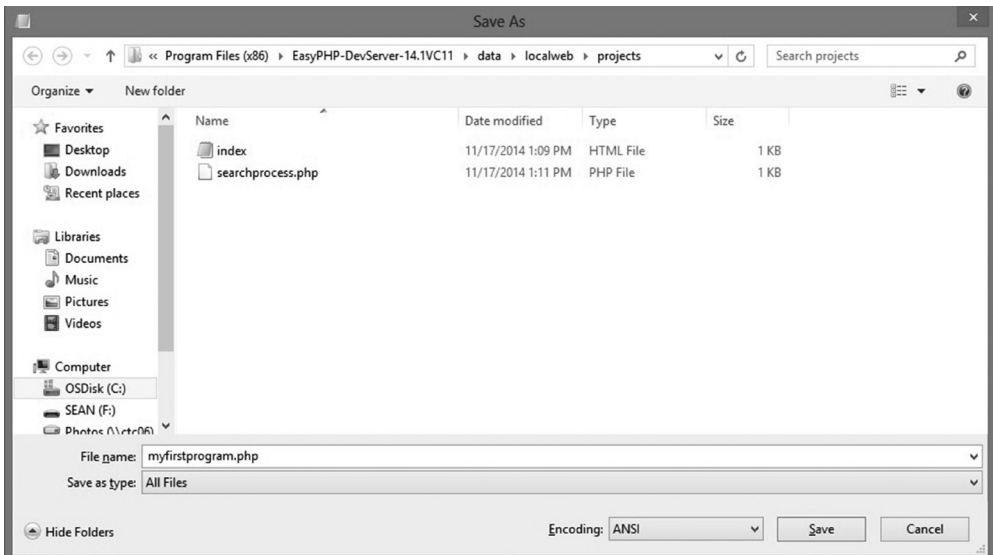 Save As
« Program Files (x86) EasyPHP-DevServer-14.1VC11 data localweb projects
Search projects
Organize New folder
Name Date modified Type Size
index 11/17/2014 1:09 PM HTML File 1 KB
searchprocess.php 11/17/2014 1:11 PM PHP File 1 KB
Favorites
Desktop
Downloads
Recent places
Libraries
Documents
Music
Pictures
Videos
Computer
OSDisk (C:)
SEAN (F:)
Photos (\\ctc06)
File name: myfirstprogram.php
Save as type: All Files
Hide Folders
Encoding: ANSI
Save
Cancel